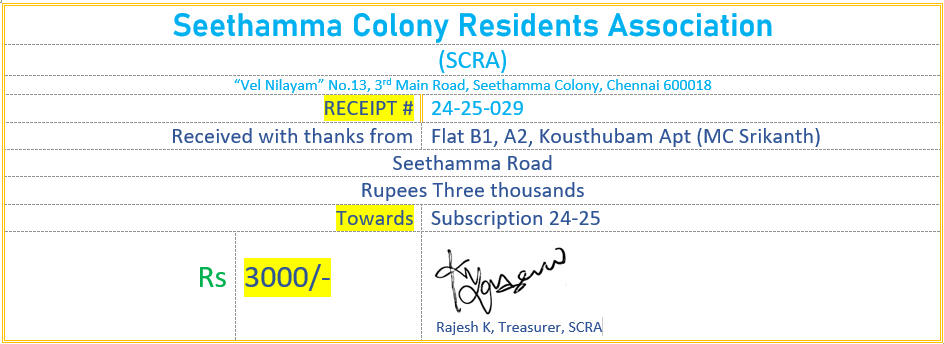 Seethamma Colony Residents Association
(SCRA)
“Vel Nilayam” No.13, 3rd Main Road, Seethamma Colony, Chennai 600018
RECEIPT # 24-25-029
Received with thanks from Flat B1, A2, Kousthubam Apt (MC Srikanth)
Seethamma Road
Rupees Three thousands
Towards Subscription 24-25
Rs 3000/-
Rajesh K, Treasurer, SCRA